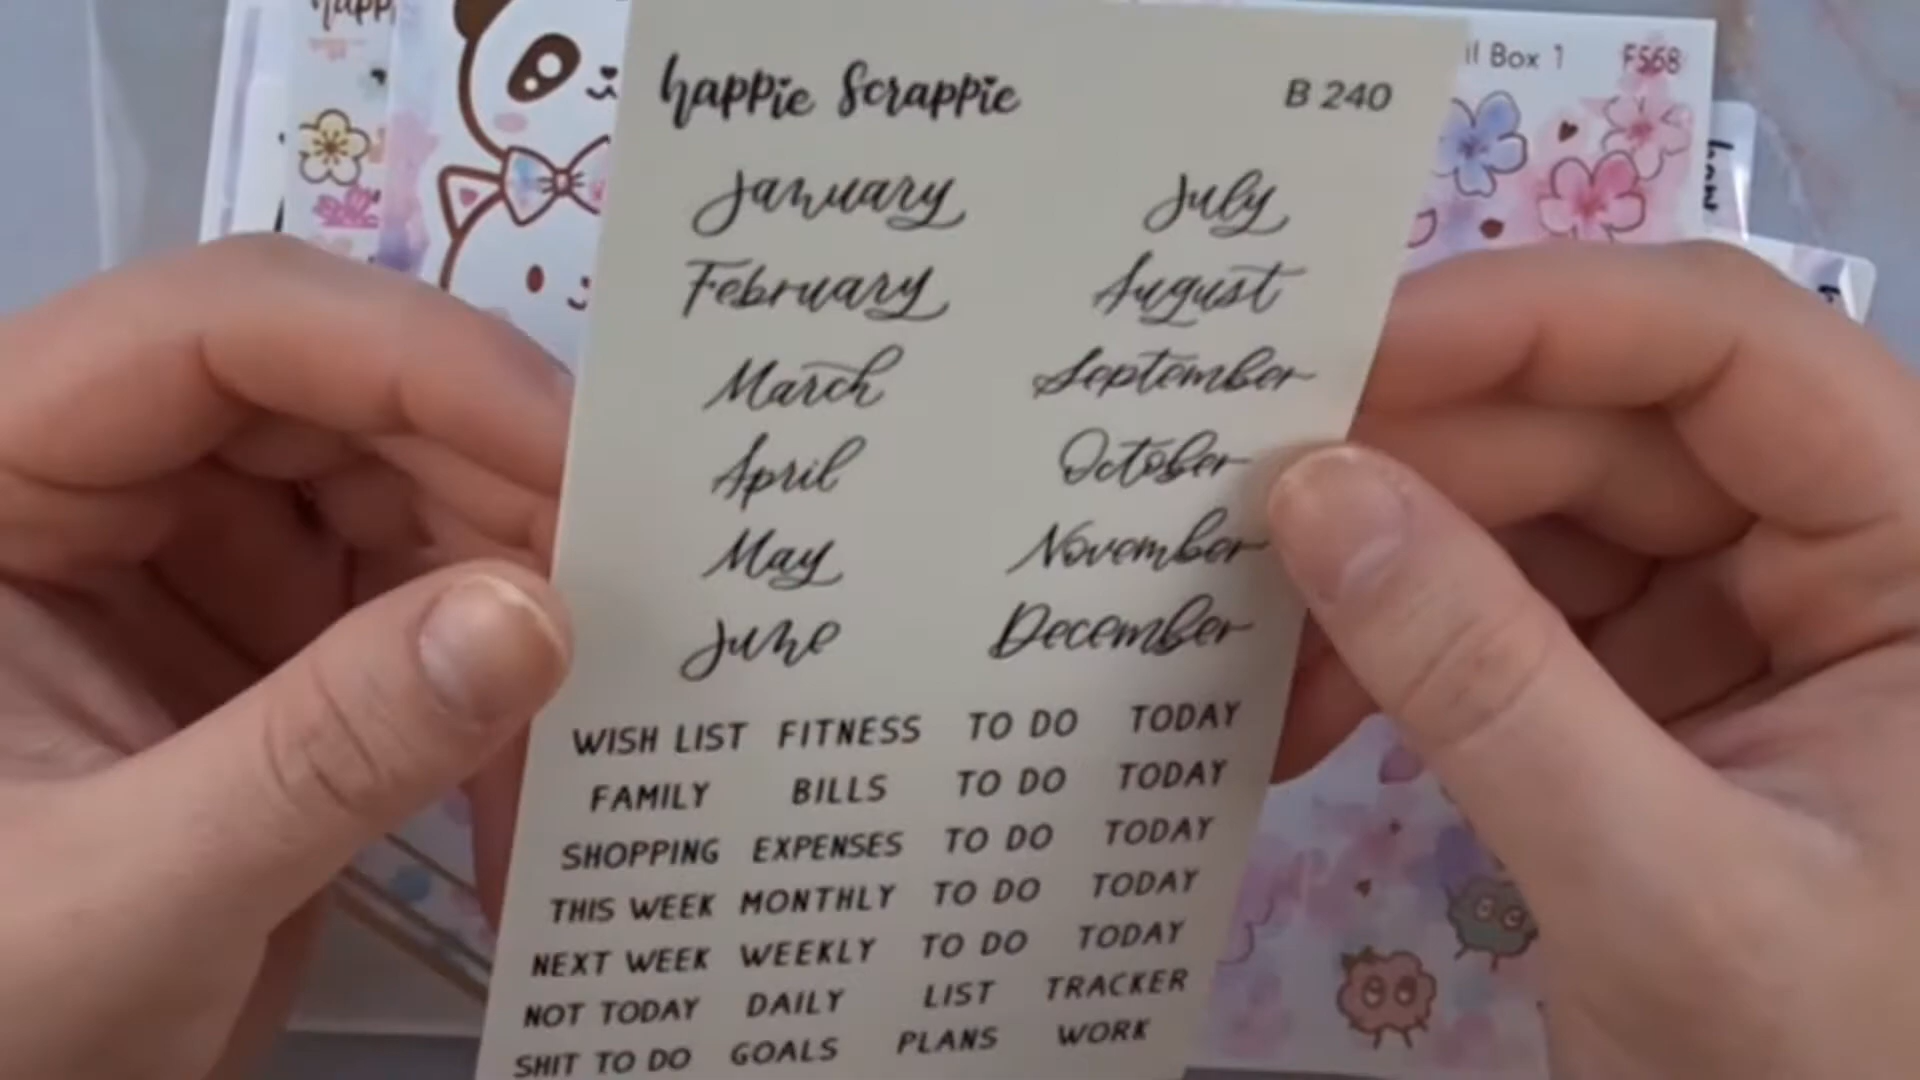 happie Scrappie B 240
January July
February August
March September
April October
May November
June December
WISH LIST FITNESS TO DO TODAY
FAMILY BILLS TO DO TODAY
SHOPPING EXPENSES TO DO TODAY
THIS WEEK MONTHLY TO DO TODAY
NEXT WEEK WEEKLY TO DO TODAY
NOT TODAY DAILY LIST TRACKER
SHIT TO DO GOALS PLANS WORK
Box 1 FS68